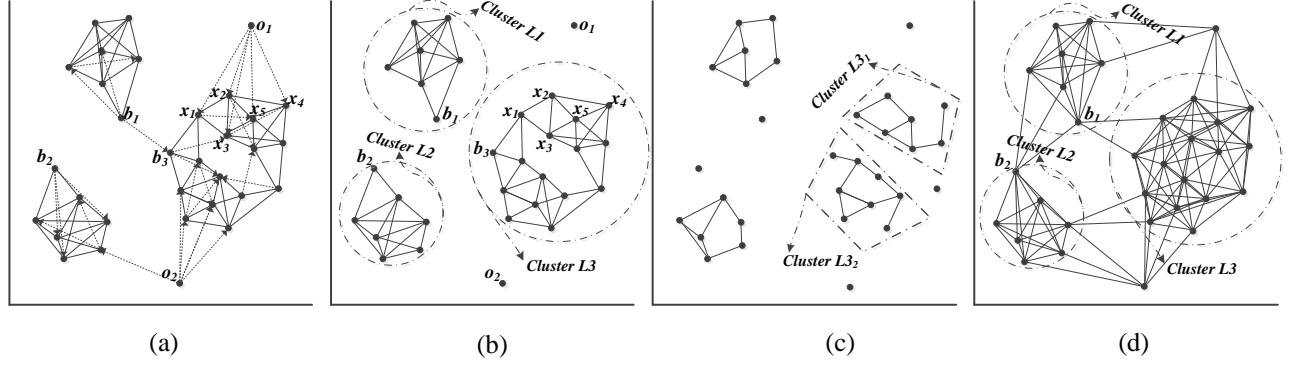 o1
x2
x4
x1
x5
b1
x3
b3
b2
o2
(a)
Cluster L1
o1
b1
x2
x4
x1
x5
x3
b3
Cluster L2
b2
Cluster L3
o2
(b)
Cluster L31
Cluster L32
(c)
Cluster L1
b1
Cluster L2
b2
Cluster L3
(d)